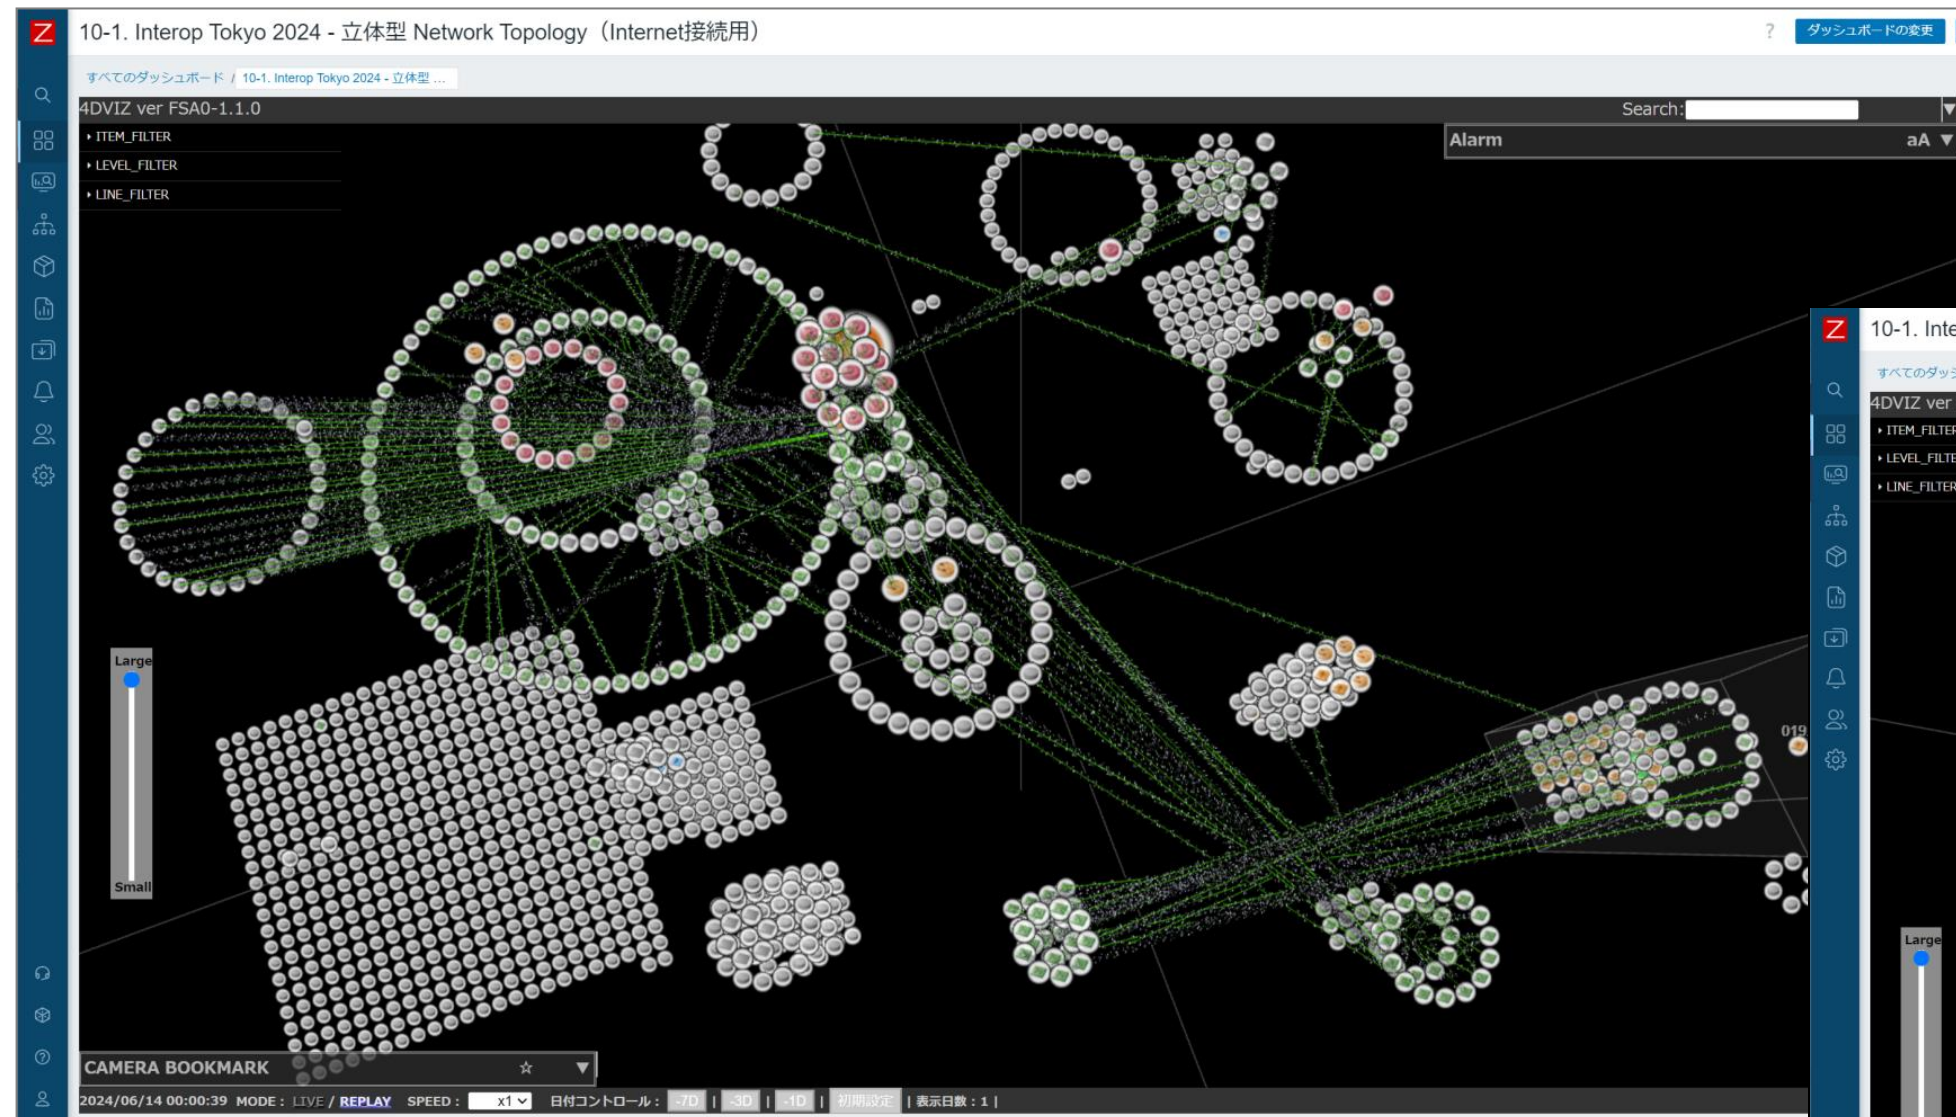 Z
10-1. Interop Tokyo 2024 - 立体型 Network Topology（Internet接続用）
?
ダッシュボードの変更
すべてのダッシュボード / 10-1. Interop Tokyo 2024 - 立体型 ...
4DVIZ ver FSA0-1.1.0
Search:
ITEM_FILTER
LEVEL_FILTER
LINE_FILTER
Alarm
aA ▼
Large
Small
019
CAMERA BOOKMARK ☆ ▼
2024/06/14 00:00:39 MODE : LIVE / REPLAY SPEED : x1 日付コントロール : -7D | -3D | -1D | 初期設定 | 表示日数 : 1 |
Z
10-1. Inte
すべてのダッシ
4DVIZ ver
ITEM_FILTER
LEVEL_FILTE
LINE_FILTER
Large